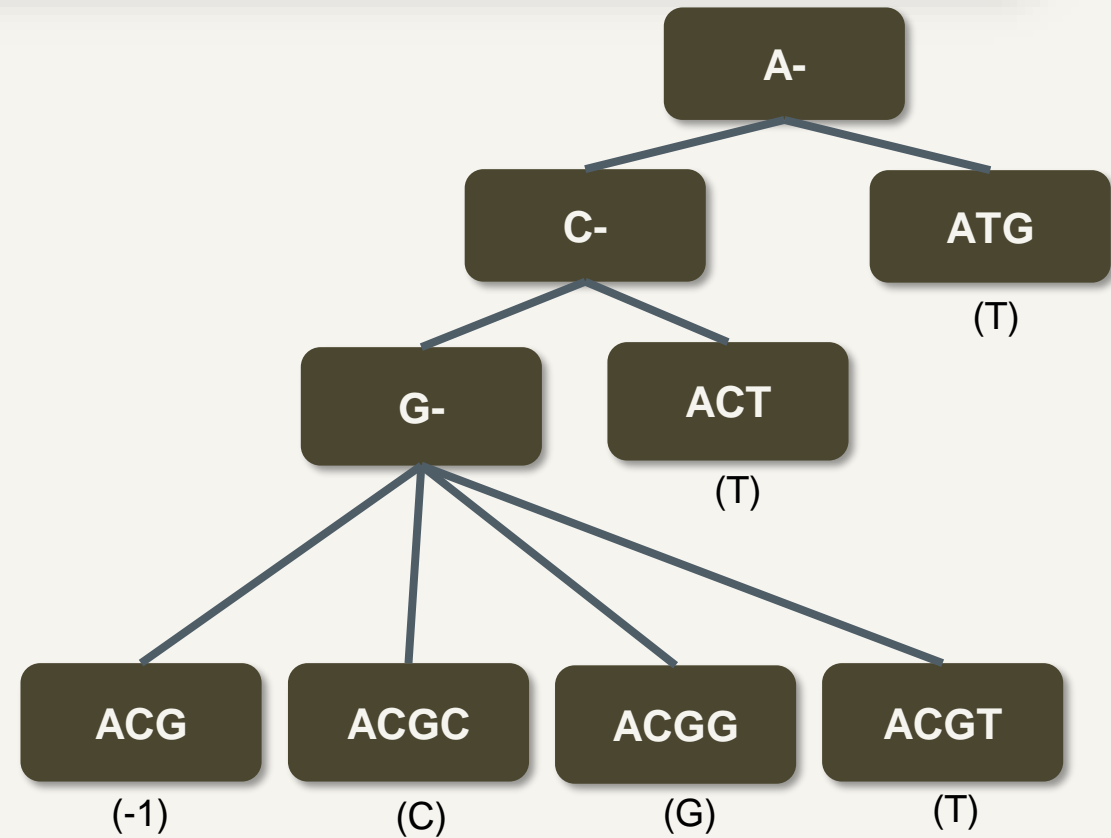 A-
C-
ATG
(T)
G-
ACT
(T)
ACG
ACGC
ACGG
ACGT
(-1)
(C)
(G)
(T)